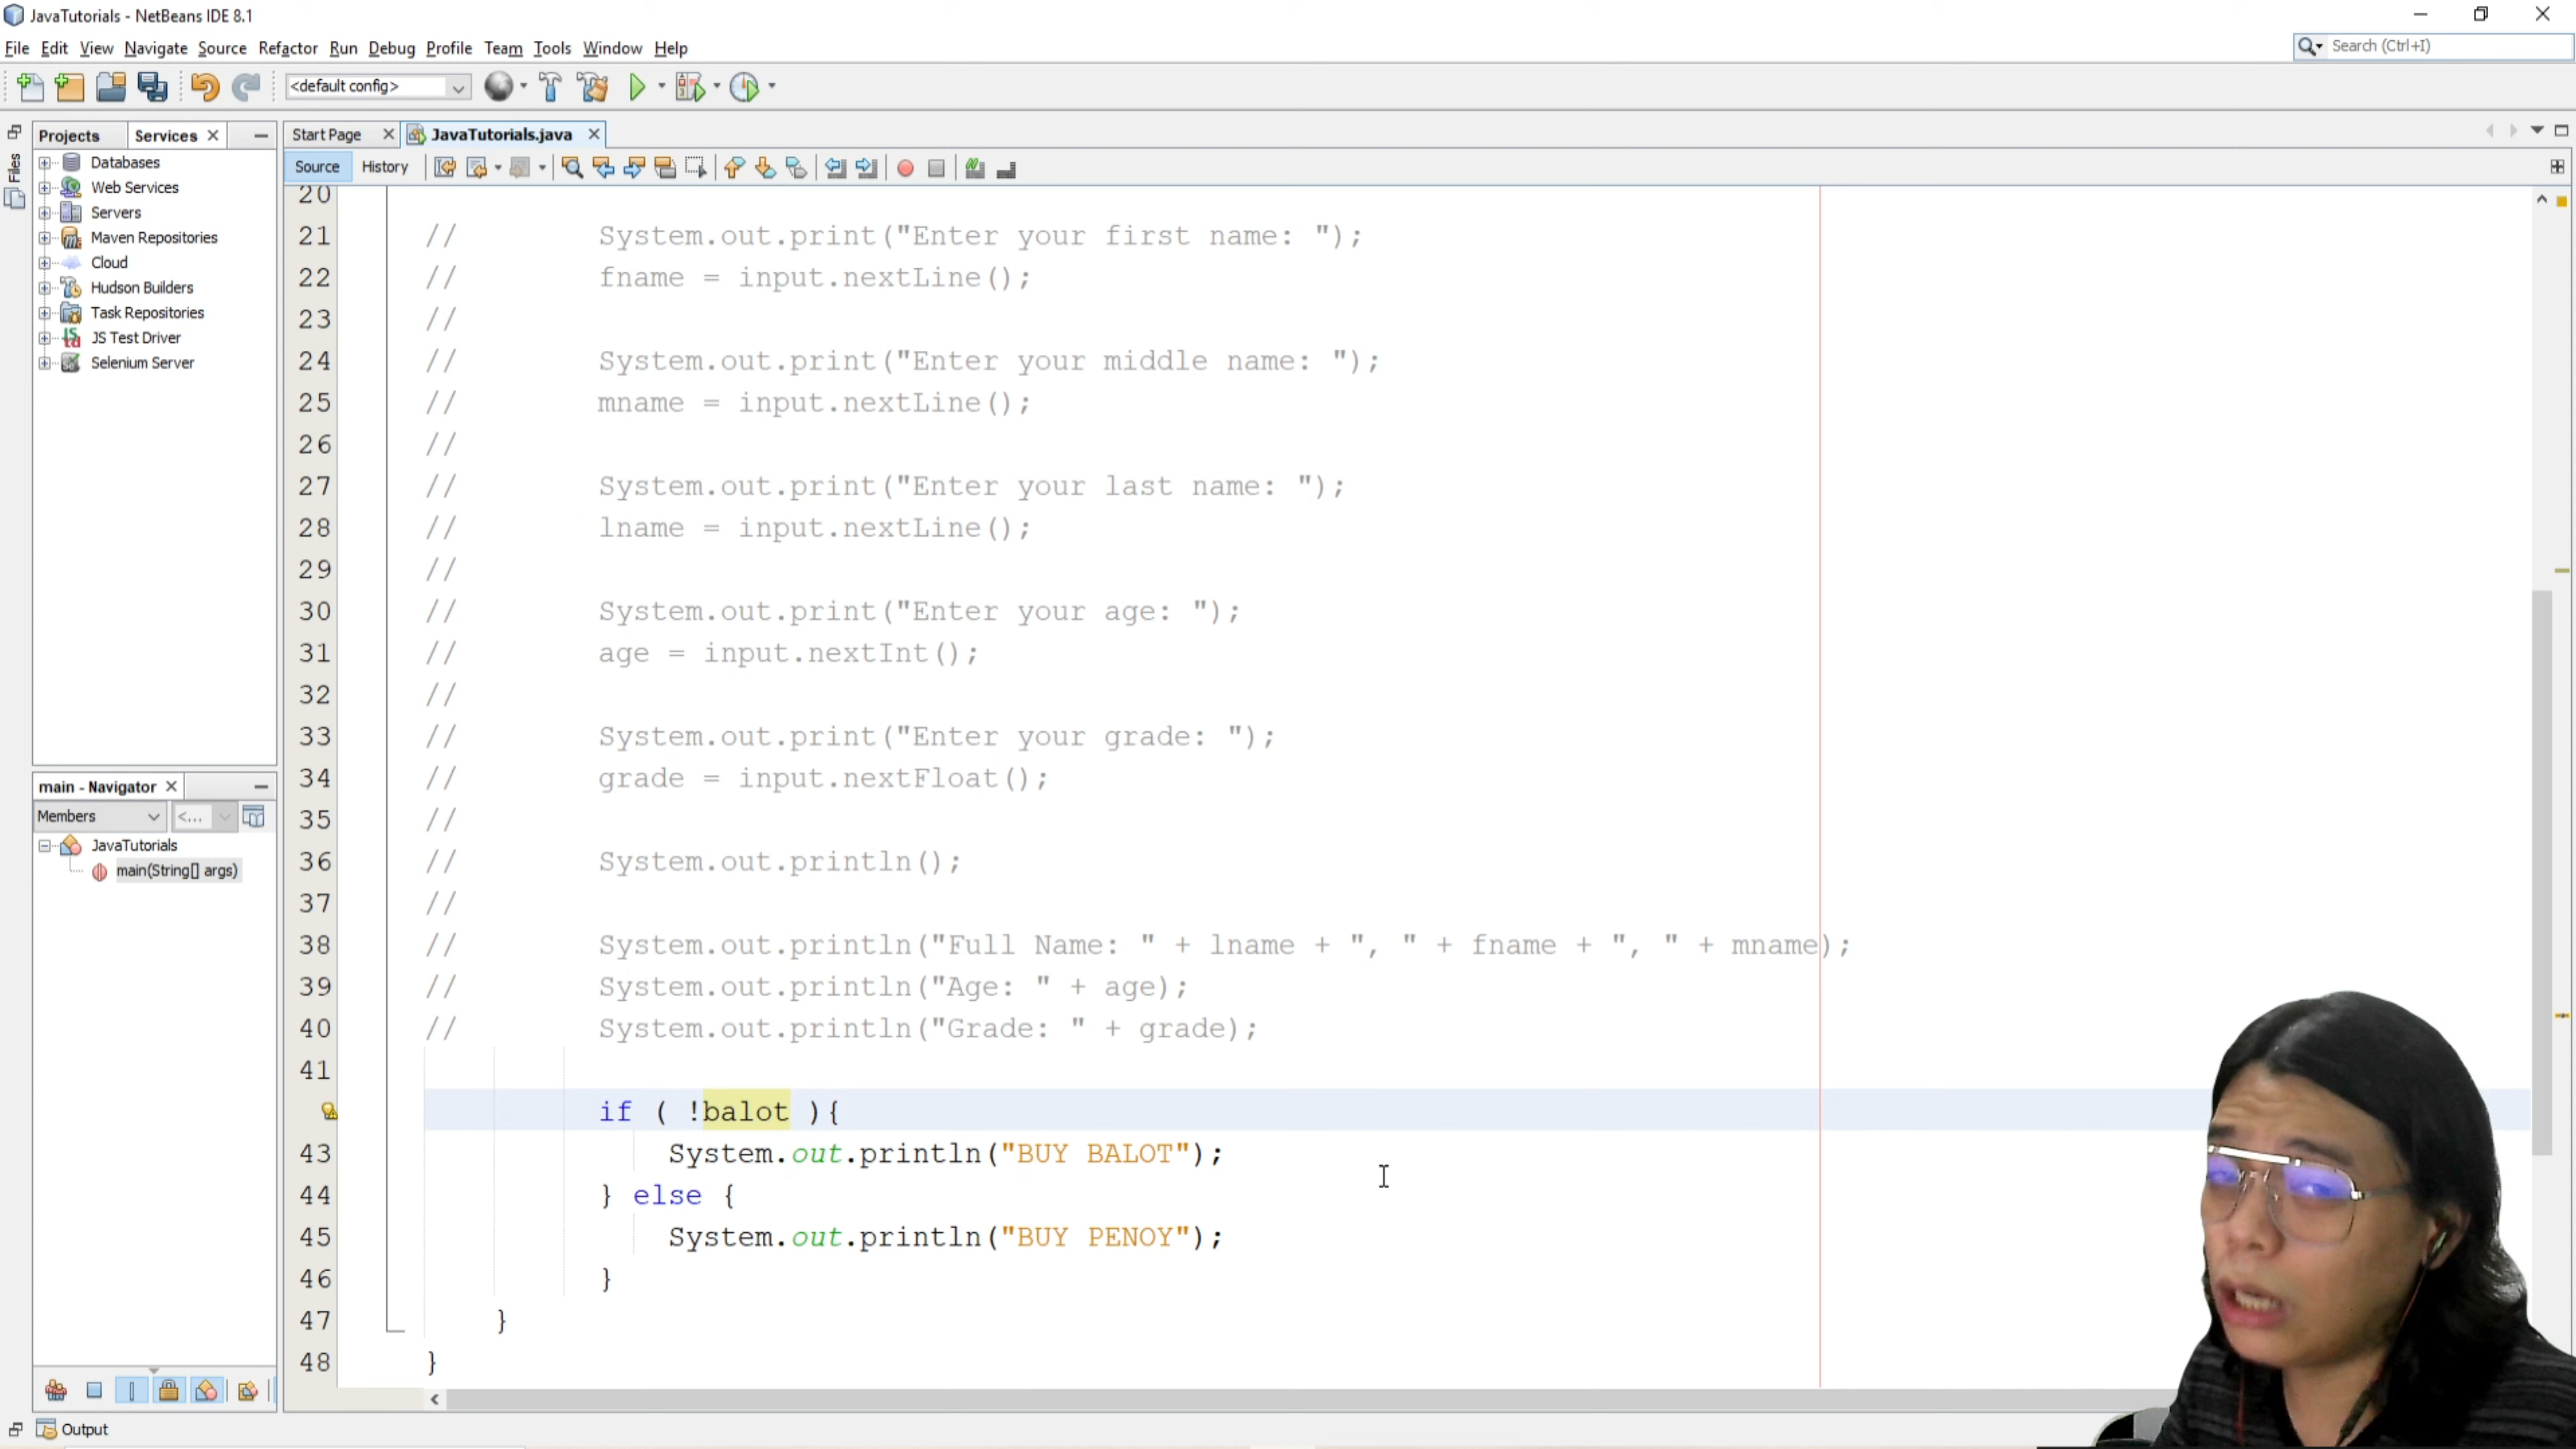 JavaTutorials - NetBeans IDE 8.1
File Edit View Navigate Source Refactor Run Debug Profile Team Tools Window Help
Search (Ctrl+I)
<default config>
Projects Services
Start Page JavaTutorials.java
Files
Source History
Databases
Web Services
Servers
Maven Repositories
Cloud
Hudson Builders
Task Repositories
JS Test Driver
Selenium Server
main - Navigator
Members <...
JavaTutorials
main(String[] args)
20
21 // System.out.print("Enter your first name: ");
22 // fname = input.nextLine();
23 //
24 // System.out.print("Enter your middle name: ");
25 // mname = input.nextLine();
26 //
27 // System.out.print("Enter your last name: ");
28 // lname = input.nextLine();
29 //
30 // System.out.print("Enter your age: ");
31 // age = input.nextInt();
32 //
33 // System.out.print("Enter your grade: ");
34 // grade = input.nextFloat();
35 //
36 // System.out.println();
37 //
38 // System.out.println("Full Name: " + lname + ", " + fname + ", " + mname);
39 // System.out.println("Age: " + age);
40 // System.out.println("Grade: " + grade);
41
if ( !balot ){
43 System.out.println("BUY BALOT");
44 } else {
45 System.out.println("BUY PENOY");
46 }
47 }
48 }
Output